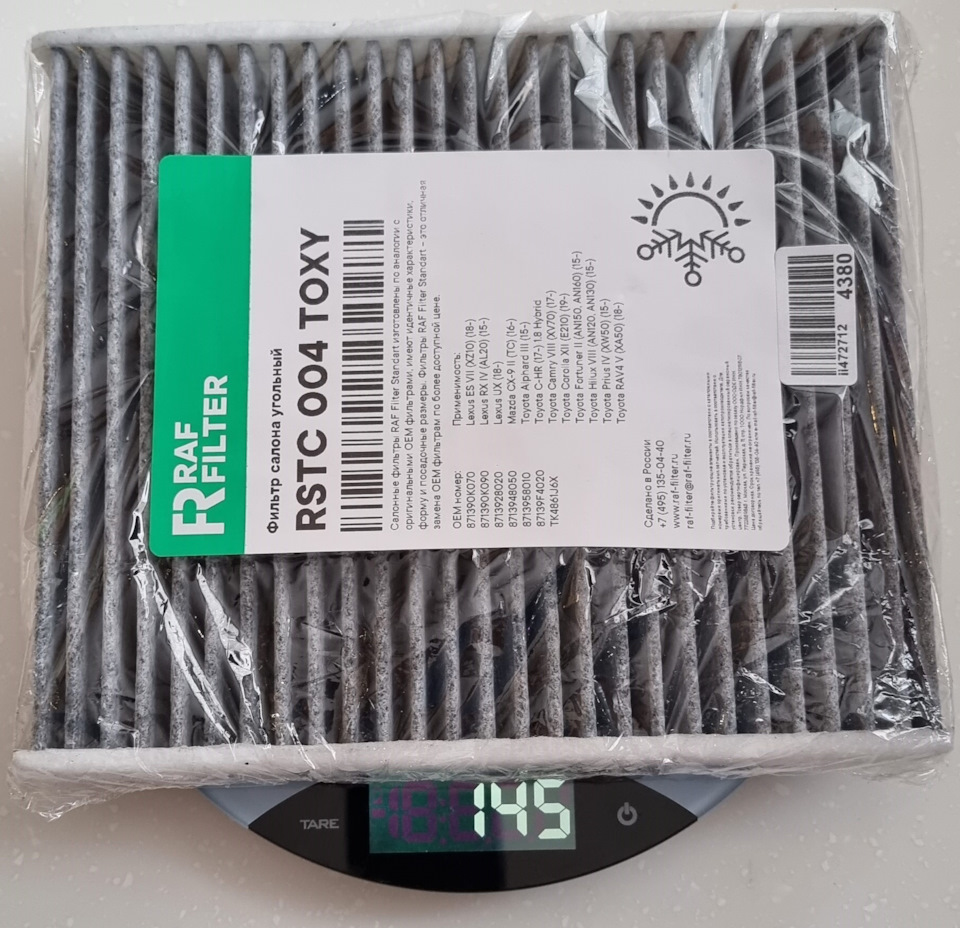 RAF
FILTER
Фильтр салона угольный
RSTC 004 TOXY
Салонные фильтры RAF Filter Standart изготовлены по аналогии с
оригинальными OEM фильтрами, имеют идентичные характеристики,
форму и посадочные размеры. Фильтры RAF Filter Standart – это отличная
замена OEM фильтрам по более доступной цене.
OEM номер:
871390K070
871390K090
8713928020
8713948050
8713958010
87139F4020
TK4861J6X
Применимость:
Lexus ES VII (XZ10) (18-)
Lexus RX IV (AL20) (15-)
Lexus UX (18-)
Mazda CX-9 II (TC) (16-)
Toyota Alphard III (15-)
Toyota C-HR (17-) 1.8 Hybrid
Toyota Camry VIII (XV70) (17-)
Toyota Corolla XII (E210) (19-)
Toyota Fortuner II (AN150, AN160) (15-)
Toyota Hilux VIII (AN120, AN130) (15-)
Toyota Prius IV (XW50) (15-)
Toyota RAV4 V (XA50) (18-)
Сделано в России
+7 (495) 135-04-40
www.raf-filter.ru
raf-filter@raf-filter.ru
11472712
4380
TARE
145